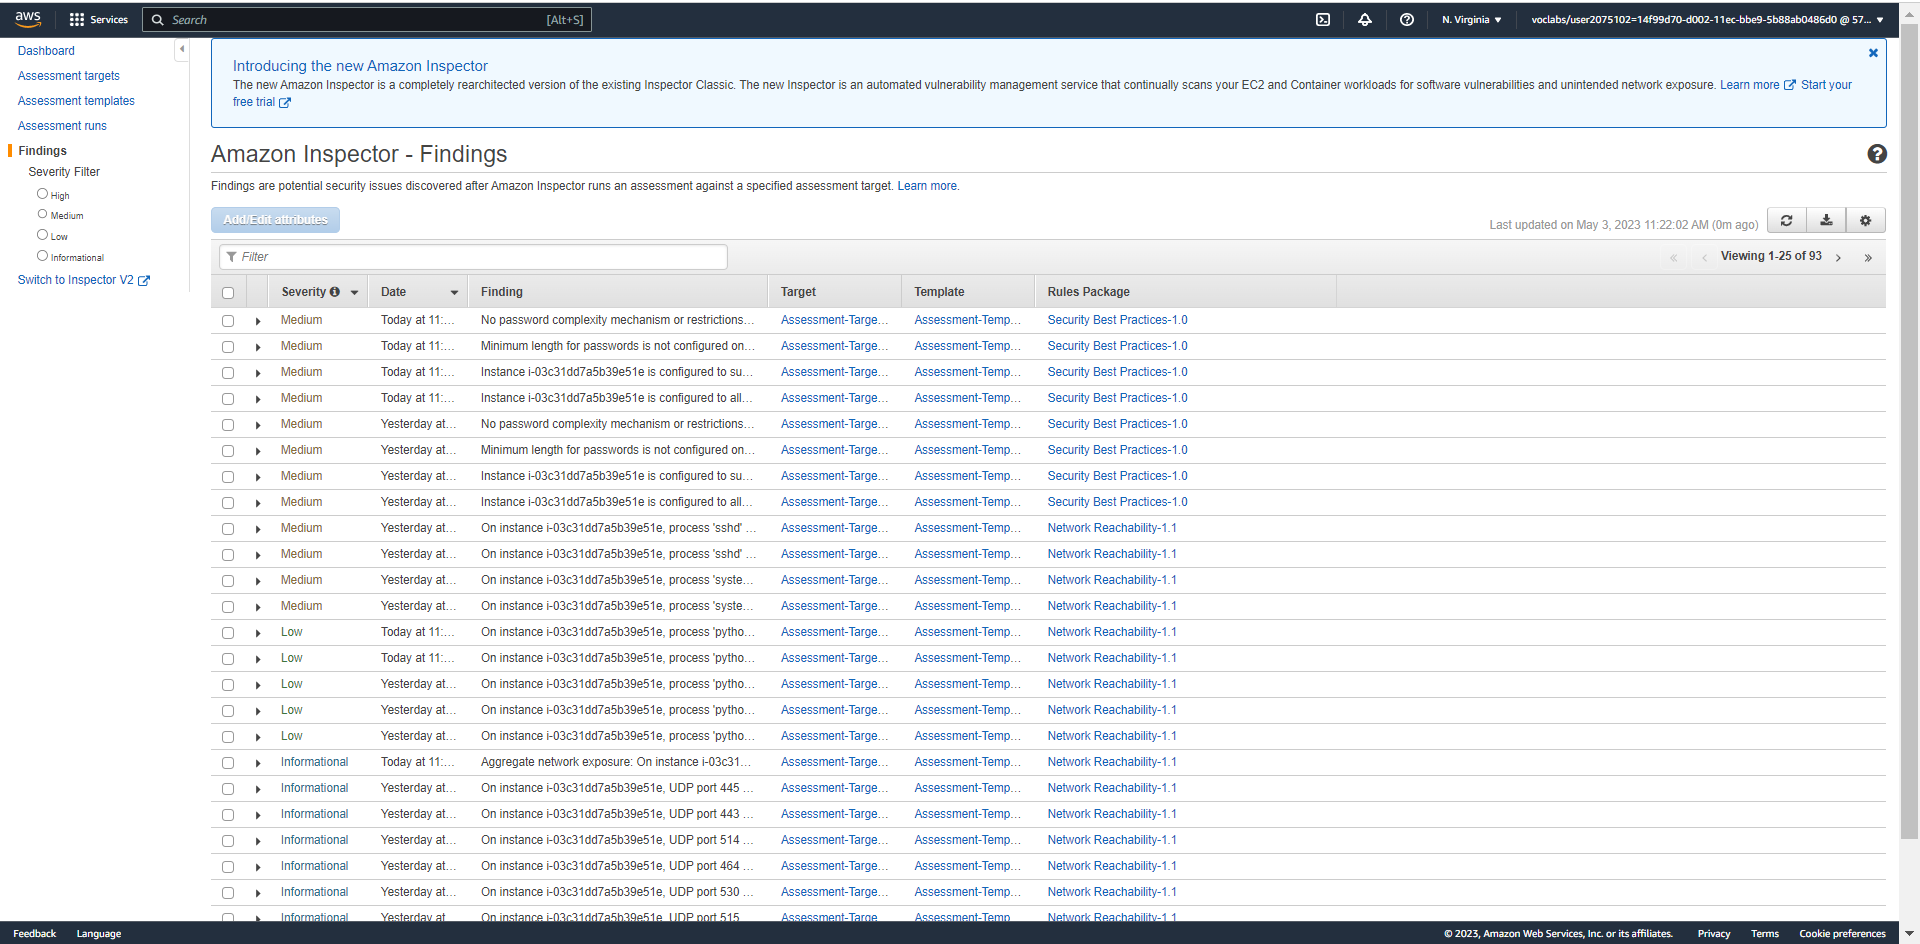 aws Services Search [Alt+S] N. Virginia voclabs/user2075102=14f99d70-d002-11ec-bbe9-5b88ab0486d0 @ 57...
Dashboard
Assessment targets
Assessment templates
Assessment runs
Findings
Severity Filter
High
Medium
Low
Informational
Switch to Inspector V2
Introducing the new Amazon Inspector
The new Amazon Inspector is a completely rearchitected version of the existing Inspector Classic. The new Inspector is an automated vulnerability management service that continually scans your EC2 and Container workloads for software vulnerabilities and unintended network exposure. Learn more Start your
free trial
Amazon Inspector - Findings
Findings are potential security issues discovered after Amazon Inspector runs an assessment against a specified assessment target. Learn more.
Add/Edit attributes
Last updated on May 3, 2023 11:22:02 AM (0m ago)
Filter
Viewing 1-25 of 93
Severity Date Finding Target Template Rules Package
Medium Today at 11:... No password complexity mechanism or restrictions... Assessment-Targe... Assessment-Temp... Security Best Practices-1.0
Medium Today at 11:... Minimum length for passwords is not configured on... Assessment-Targe... Assessment-Temp... Security Best Practices-1.0
Medium Today at 11:... Instance i-03c31dd7a5b39e51e is configured to su... Assessment-Targe... Assessment-Temp... Security Best Practices-1.0
Medium Today at 11:... Instance i-03c31dd7a5b39e51e is configured to all... Assessment-Targe... Assessment-Temp... Security Best Practices-1.0
Medium Yesterday at... No password complexity mechanism or restrictions... Assessment-Targe... Assessment-Temp... Security Best Practices-1.0
Medium Yesterday at... Minimum length for passwords is not configured on... Assessment-Targe... Assessment-Temp... Security Best Practices-1.0
Medium Yesterday at... Instance i-03c31dd7a5b39e51e is configured to su... Assessment-Targe... Assessment-Temp... Security Best Practices-1.0
Medium Yesterday at... Instance i-03c31dd7a5b39e51e is configured to all... Assessment-Targe... Assessment-Temp... Security Best Practices-1.0
Medium Yesterday at... On instance i-03c31dd7a5b39e51e, process 'sshd' ... Assessment-Targe... Assessment-Temp... Network Reachability-1.1
Medium Yesterday at... On instance i-03c31dd7a5b39e51e, process 'sshd' ... Assessment-Targe... Assessment-Temp... Network Reachability-1.1
Medium Yesterday at... On instance i-03c31dd7a5b39e51e, process 'syste... Assessment-Targe... Assessment-Temp... Network Reachability-1.1
Medium Yesterday at... On instance i-03c31dd7a5b39e51e, process 'syste... Assessment-Targe... Assessment-Temp... Network Reachability-1.1
Low Today at 11:... On instance i-03c31dd7a5b39e51e, process 'pytho... Assessment-Targe... Assessment-Temp... Network Reachability-1.1
Low Today at 11:... On instance i-03c31dd7a5b39e51e, process 'pytho... Assessment-Targe... Assessment-Temp... Network Reachability-1.1
Low Yesterday at... On instance i-03c31dd7a5b39e51e, process 'pytho... Assessment-Targe... Assessment-Temp... Network Reachability-1.1
Low Yesterday at... On instance i-03c31dd7a5b39e51e, process 'pytho... Assessment-Targe... Assessment-Temp... Network Reachability-1.1
Low Yesterday at... On instance i-03c31dd7a5b39e51e, process 'pytho... Assessment-Targe... Assessment-Temp... Network Reachability-1.1
Informational Today at 11:... Aggregate network exposure: On instance i-03c31... Assessment-Targe... Assessment-Temp... Network Reachability-1.1
Informational Yesterday at... On instance i-03c31dd7a5b39e51e, UDP port 445 ... Assessment-Targe... Assessment-Temp... Network Reachability-1.1
Informational Yesterday at... On instance i-03c31dd7a5b39e51e, UDP port 443 ... Assessment-Targe... Assessment-Temp... Network Reachability-1.1
Informational Yesterday at... On instance i-03c31dd7a5b39e51e, UDP port 514 ... Assessment-Targe... Assessment-Temp... Network Reachability-1.1
Informational Yesterday at... On instance i-03c31dd7a5b39e51e, UDP port 464 ... Assessment-Targe... Assessment-Temp... Network Reachability-1.1
Informational Yesterday at... On instance i-03c31dd7a5b39e51e, UDP port 530 ... Assessment-Targe... Assessment-Temp... Network Reachability-1.1
Informational Yesterday at On instance i-03c31dd7a5b39e51e, UDP port 515 Assessment-Targe Assessment-Temp Network Reachability-1.1
Feedback Language © 2023, Amazon Web Services, Inc. or its affiliates. Privacy Terms Cookie preferences